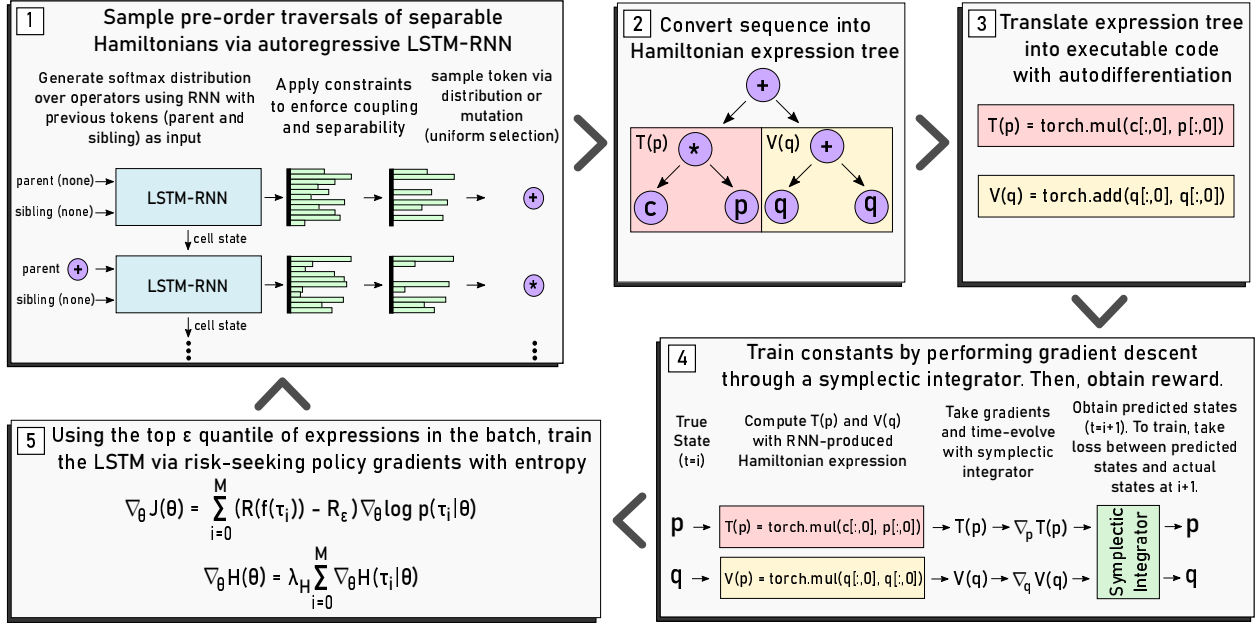 1
Sample pre-order traversals of separable
Hamiltonians via autoregressive LSTM-RNN
Generate softmax distribution
over operators using RNN with
previous tokens (parent and
sibling) as input
Apply constraints
to enforce coupling
and separability
sample token via
distribution or
mutation
(uniform selection)
parent (none)
sibling (none)
LSTM-RNN
+
cell state
parent +
sibling (none)
LSTM-RNN
*
cell state
2
Convert sequence into
Hamiltonian expression tree
+
T(p)
*
V(q)
+
c
p
q
q
3
Translate expression tree
into executable code
with autodifferentiation
T(p) = torch.mul(c[:,0], p[:,0])
V(q) = torch.add(q[:,0], q[:,0])
4
Train constants by performing gradient descent
through a symplectic integrator. Then, obtain reward.
True
State
(t=i)
Compute T(p) and V(q)
with RNN-produced
Hamiltonian expression
Take gradients
and time-evolve
with symplectic
integrator
Obtain predicted states
(t=i+1). To train, take
loss between predicted
states and actual
states at i+1.
p
T(p) = torch.mul(c[:,0], p[:,0])
T(p)
∇pT(p)
Symplectic
Integrator
p
q
V(p) = torch.mul(q[:,0], q[:,0])
V(q)
∇qV(q)
q
5
Using the top ε quantile of expressions in the batch, train
the LSTM via risk-seeking policy gradients with entropy
∇θJ(θ) = Σ M i=0 (R(f(τi)) - Rε)∇θlog p(τi|θ)
∇θH(θ) = λH Σ M i=0 ∇θH(τi|θ)